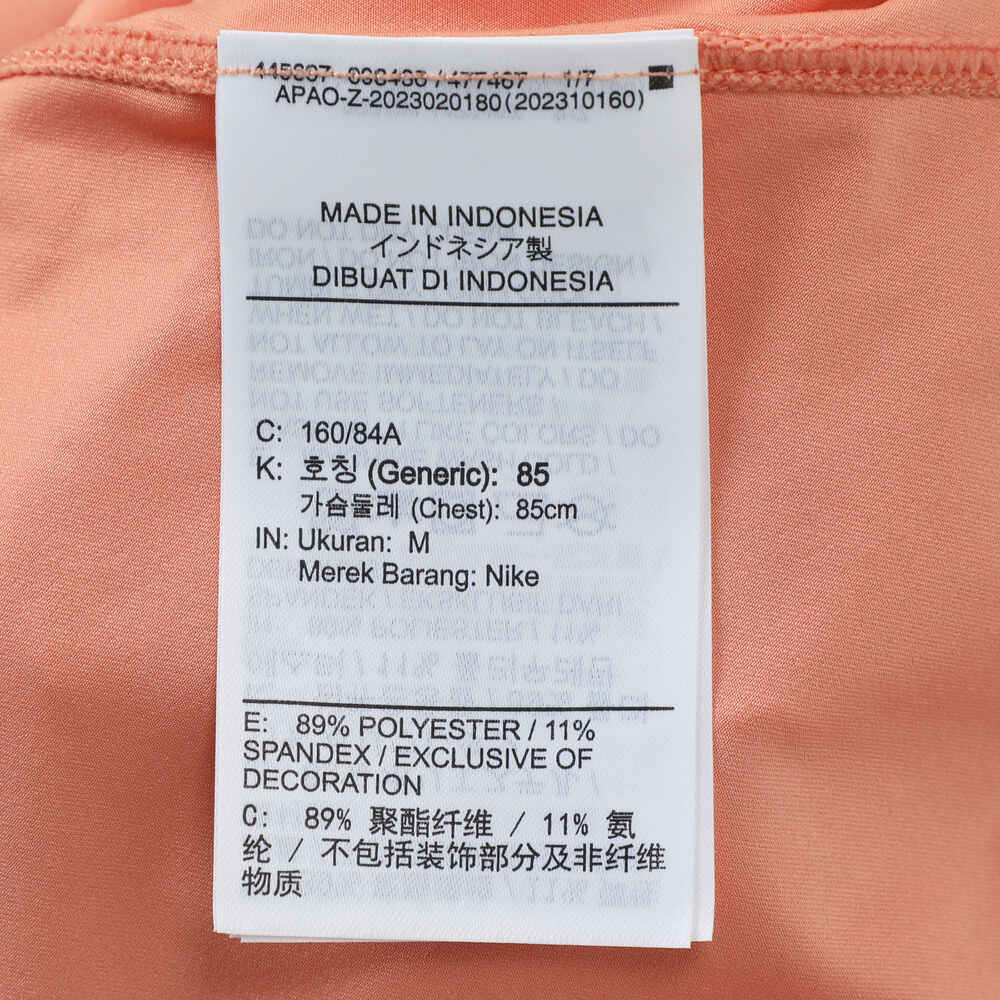 1/7
APAO-Z-2023020180(202310160)
MADE IN INDONESIA
インドネシア製
DIBUAT DI INDONESIA
C: 160/84A
K: 호칭 (Generic): 85
가슴둘레 (Chest): 85cm
IN: Ukuran: M
Merek Barang: Nike
E: 89% POLYESTER / 11%
SPANDEX / EXCLUSIVE OF
DECORATION
C: 89% 聚酯纤维 / 11% 氨
纶 / 不包括装饰部分及非纤维
物质